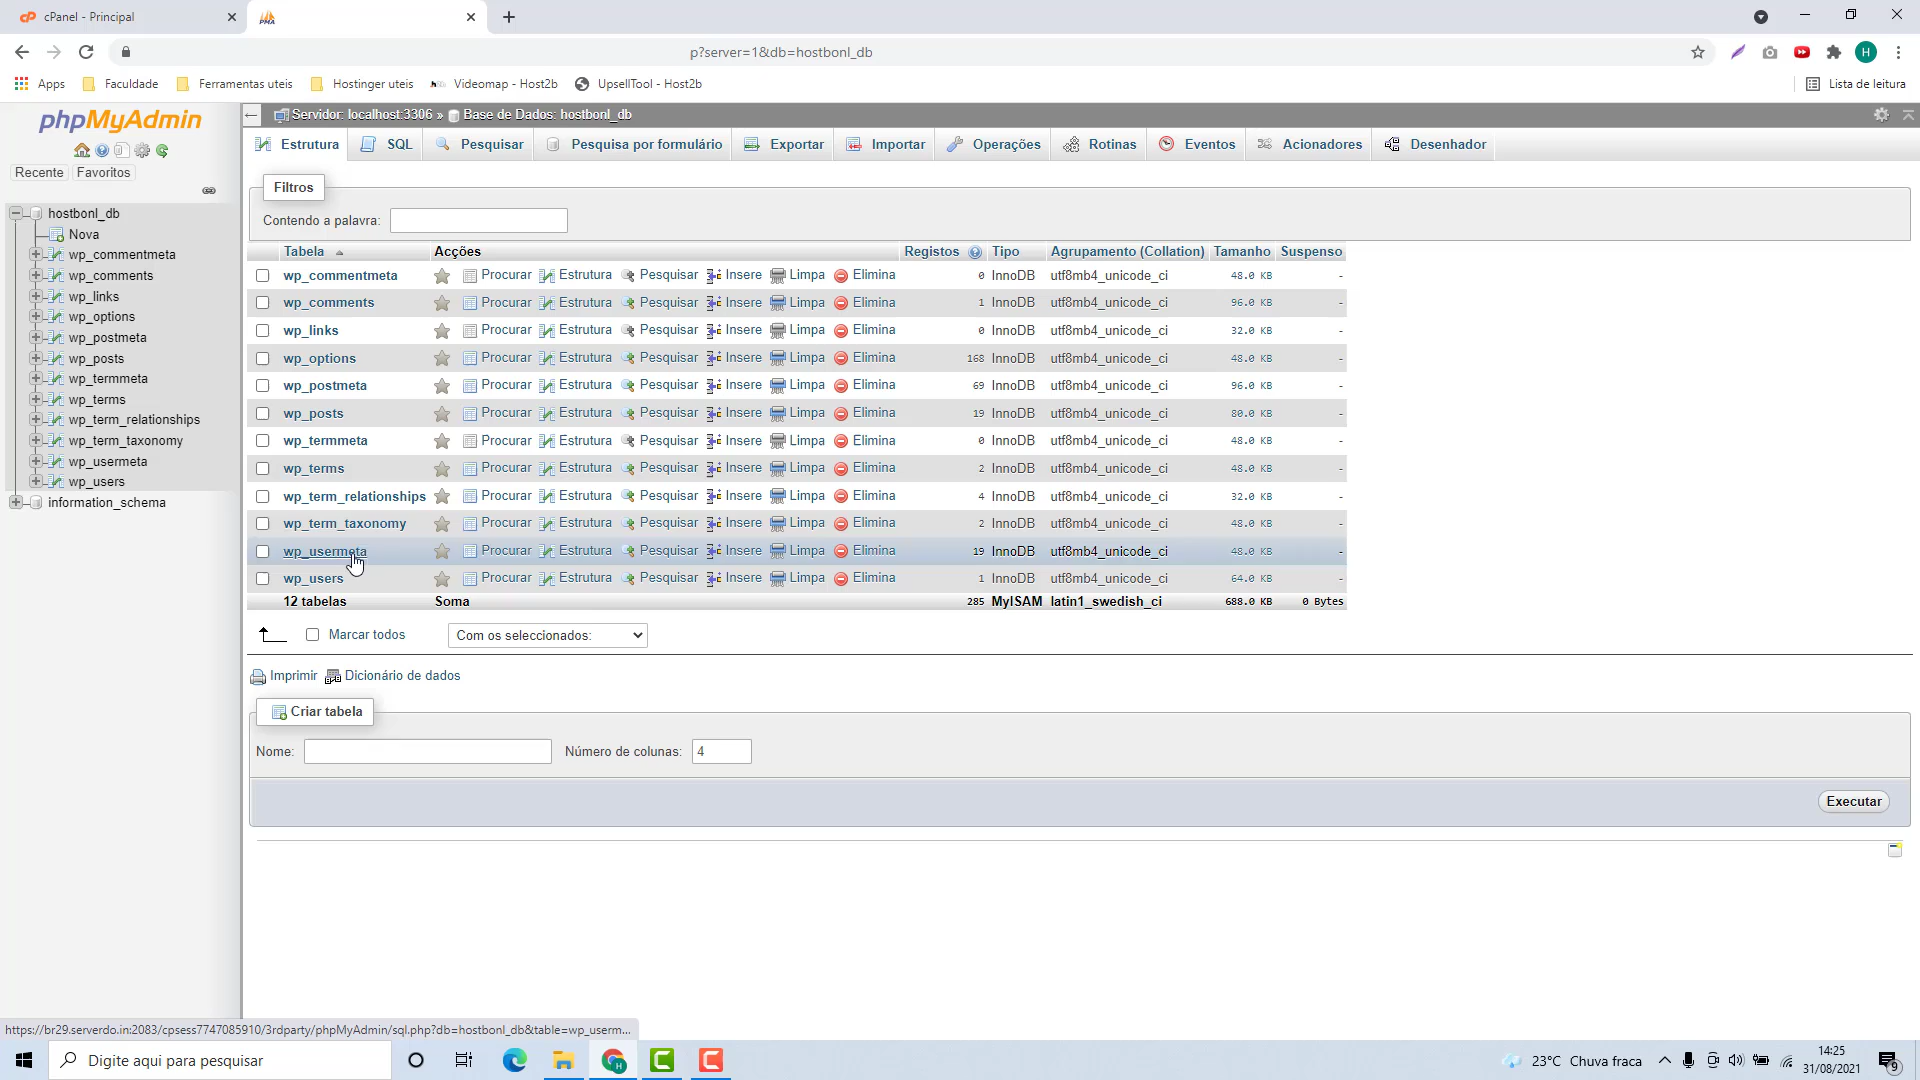 cPanel - Principal
PMA
p?server=1&db=hostbonl_db
H
Apps Faculdade Ferramentas uteis Hostinger uteis Videomap - Host2b UpsellTool - Host2b Lista de leitura
phpMyAdmin
Recente Favoritos
hostbonl_db
Nova
wp_commentmeta
wp_comments
wp_links
wp_options
wp_postmeta
wp_posts
wp_termmeta
wp_terms
wp_term_relationships
wp_term_taxonomy
wp_usermeta
wp_users
information_schema
Servidor: localhost:3306 » Base de Dados: hostbonl_db
Estrutura SQL Pesquisar Pesquisa por formulário Exportar Importar Operações Rotinas Eventos Acionadores Desenhador
Filtros
Contendo a palavra:
Tabela Acções Registos Tipo Agrupamento (Collation) Tamanho Suspenso
wp_commentmeta Procurar Estrutura Pesquisar Insere Limpa Elimina 0 InnoDB utf8mb4_unicode_ci 48.0 KB -
wp_comments Procurar Estrutura Pesquisar Insere Limpa Elimina 1 InnoDB utf8mb4_unicode_ci 96.0 KB -
wp_links Procurar Estrutura Pesquisar Insere Limpa Elimina 0 InnoDB utf8mb4_unicode_ci 32.0 KB -
wp_options Procurar Estrutura Pesquisar Insere Limpa Elimina 168 InnoDB utf8mb4_unicode_ci 48.0 KB -
wp_postmeta Procurar Estrutura Pesquisar Insere Limpa Elimina 69 InnoDB utf8mb4_unicode_ci 96.0 KB -
wp_posts Procurar Estrutura Pesquisar Insere Limpa Elimina 19 InnoDB utf8mb4_unicode_ci 80.0 KB -
wp_termmeta Procurar Estrutura Pesquisar Insere Limpa Elimina 0 InnoDB utf8mb4_unicode_ci 48.0 KB -
wp_terms Procurar Estrutura Pesquisar Insere Limpa Elimina 2 InnoDB utf8mb4_unicode_ci 48.0 KB -
wp_term_relationships Procurar Estrutura Pesquisar Insere Limpa Elimina 4 InnoDB utf8mb4_unicode_ci 32.0 KB -
wp_term_taxonomy Procurar Estrutura Pesquisar Insere Limpa Elimina 2 InnoDB utf8mb4_unicode_ci 48.0 KB -
wp_usermeta Procurar Estrutura Pesquisar Insere Limpa Elimina 19 InnoDB utf8mb4_unicode_ci 48.0 KB -
wp_users Procurar Estrutura Pesquisar Insere Limpa Elimina 1 InnoDB utf8mb4_unicode_ci 64.0 KB -
12 tabelas Soma 285 MyISAM latin1_swedish_ci 688.0 KB 0 Bytes
Marcar todos Com os seleccionados:
Imprimir Dicionário de dados
Criar tabela
Nome: Número de colunas: 4
Executar
https://br29.serverdo.in:2083/cpsess7747085910/3rdparty/phpMyAdmin/sql.php?db=hostbonl_db&table=wp_userm...
Digite aqui para pesquisar
23°C Chuva fraca
14:25
31/08/2021
9